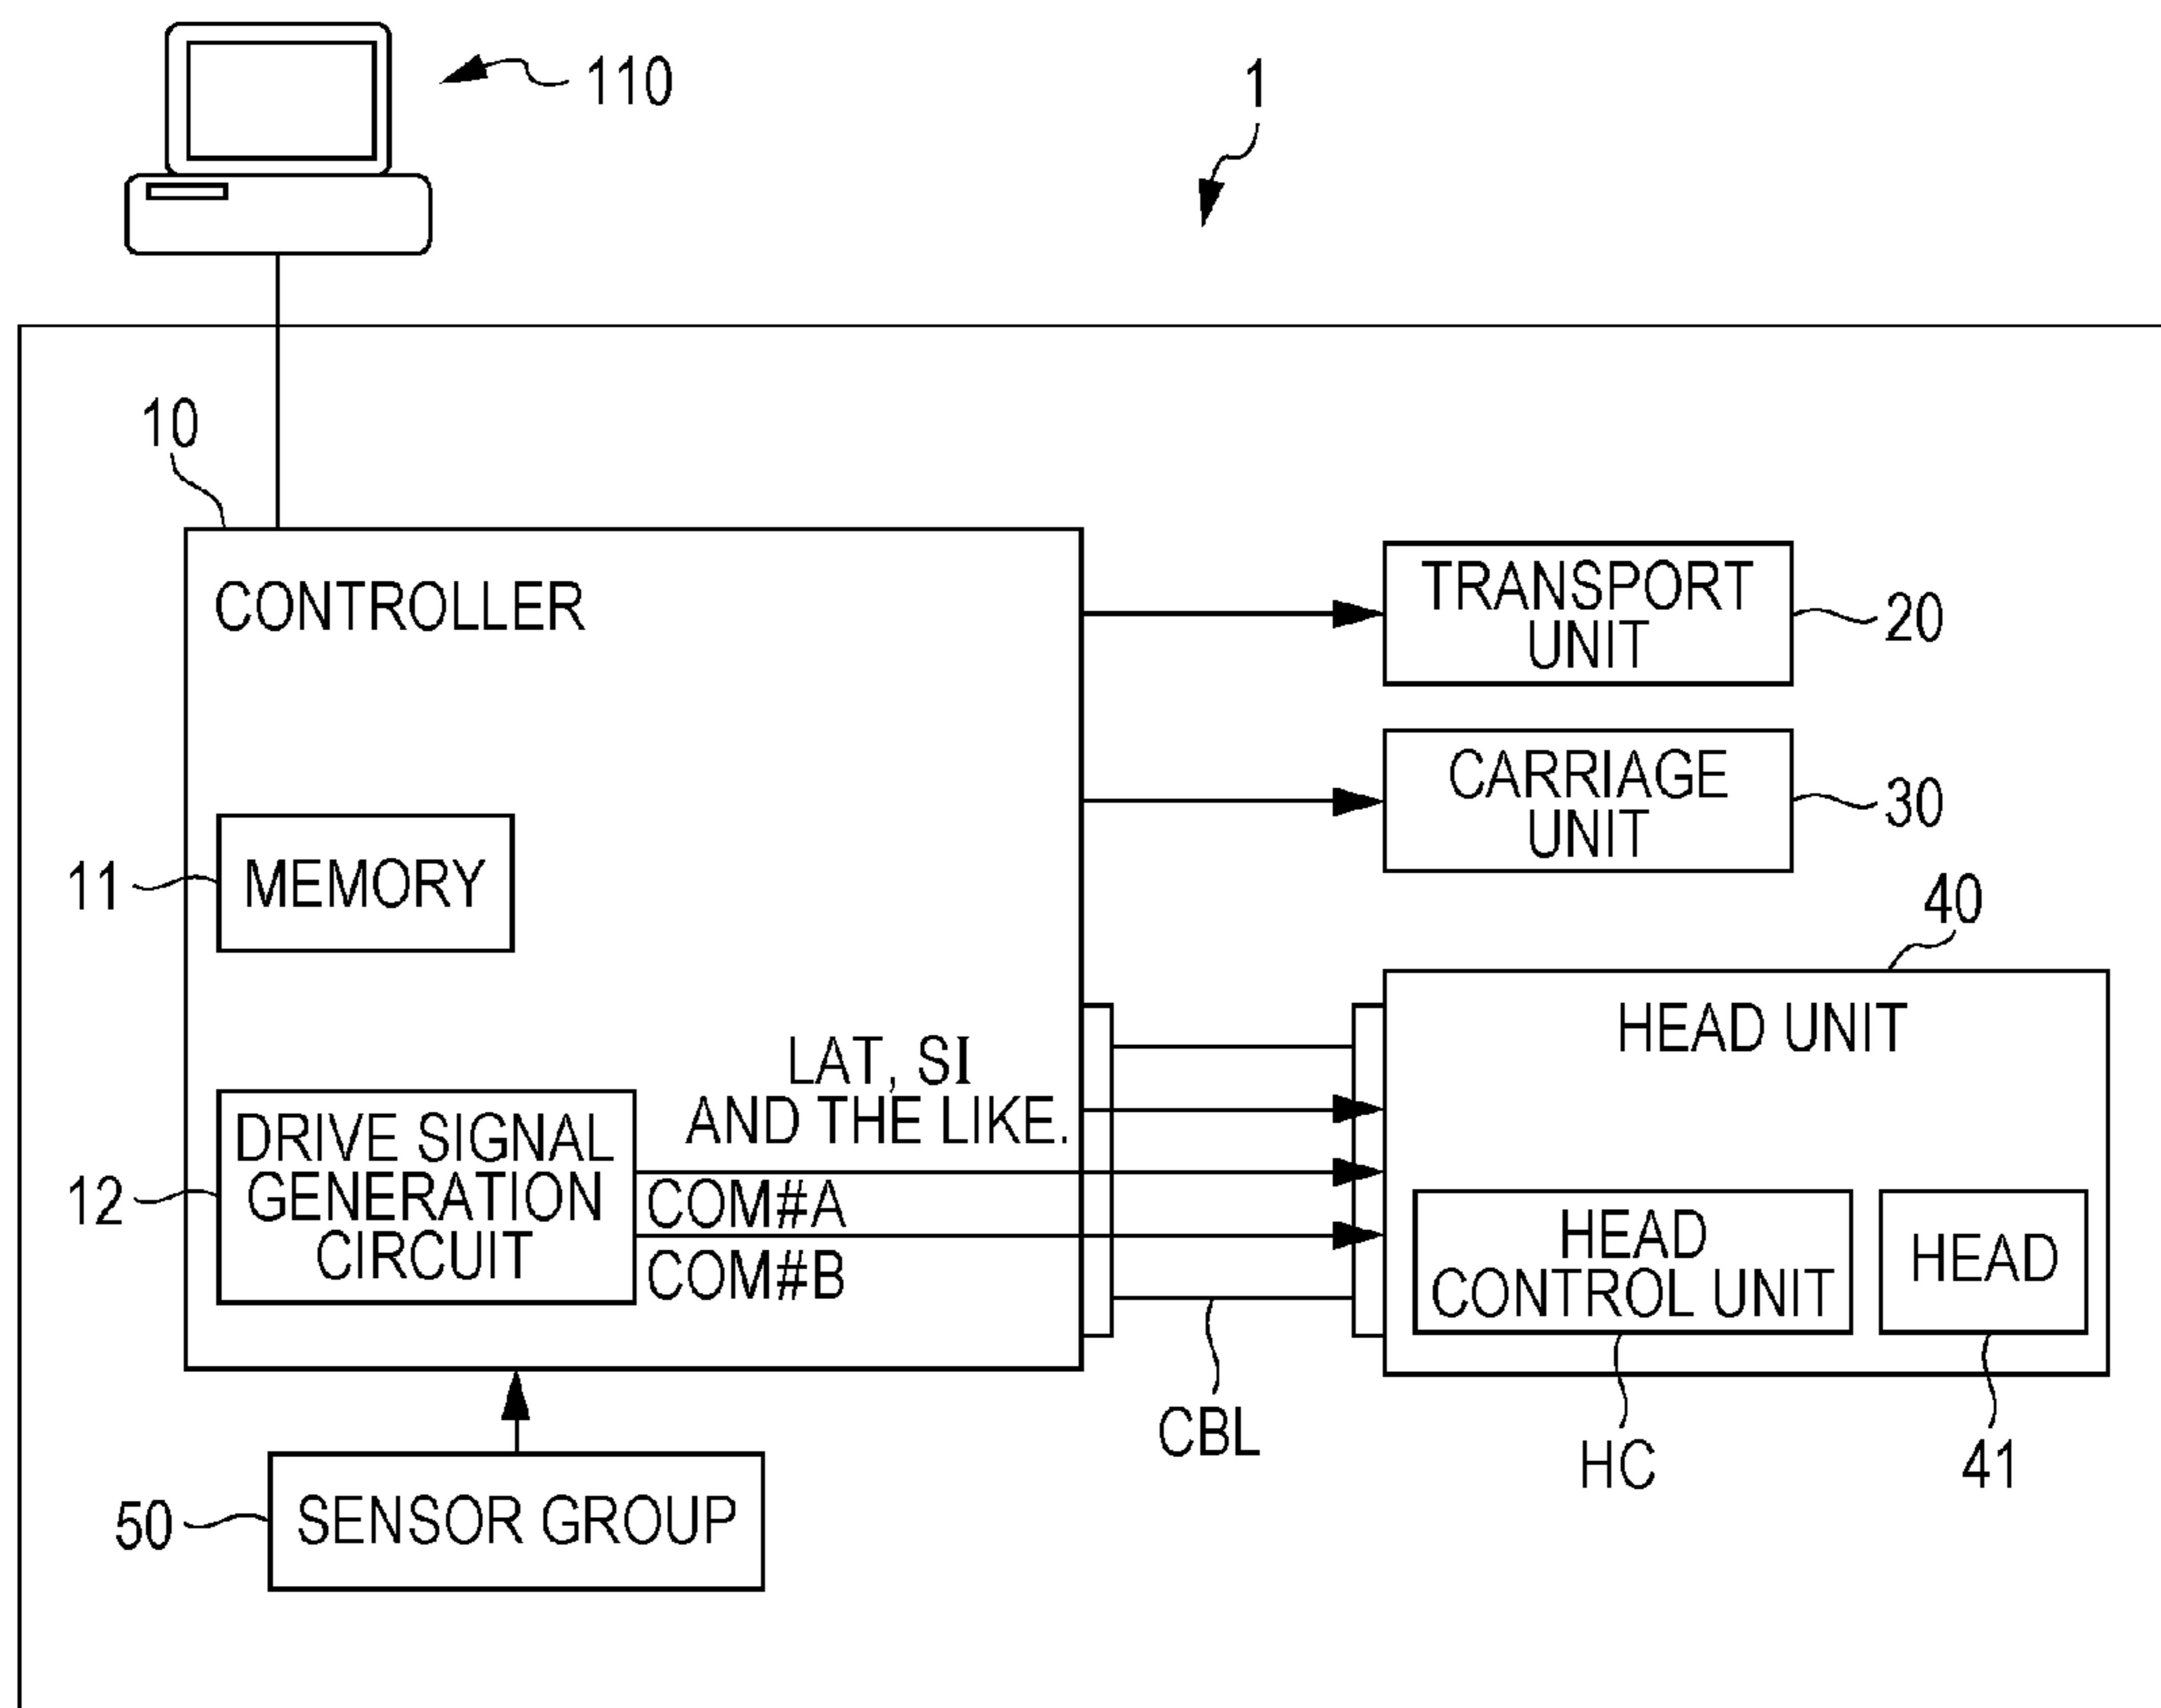 110
1
10
CONTROLLER
TRANSPORT
UNIT
20
CARRIAGE
UNIT
30
11
MEMORY
40
HEAD UNIT
LAT, SI
AND THE LIKE.
12
DRIVE SIGNAL
GENERATION
CIRCUIT
COM#A
COM#B
HEAD
CONTROL UNIT
HEAD
CBL
HC
41
50
SENSOR GROUP